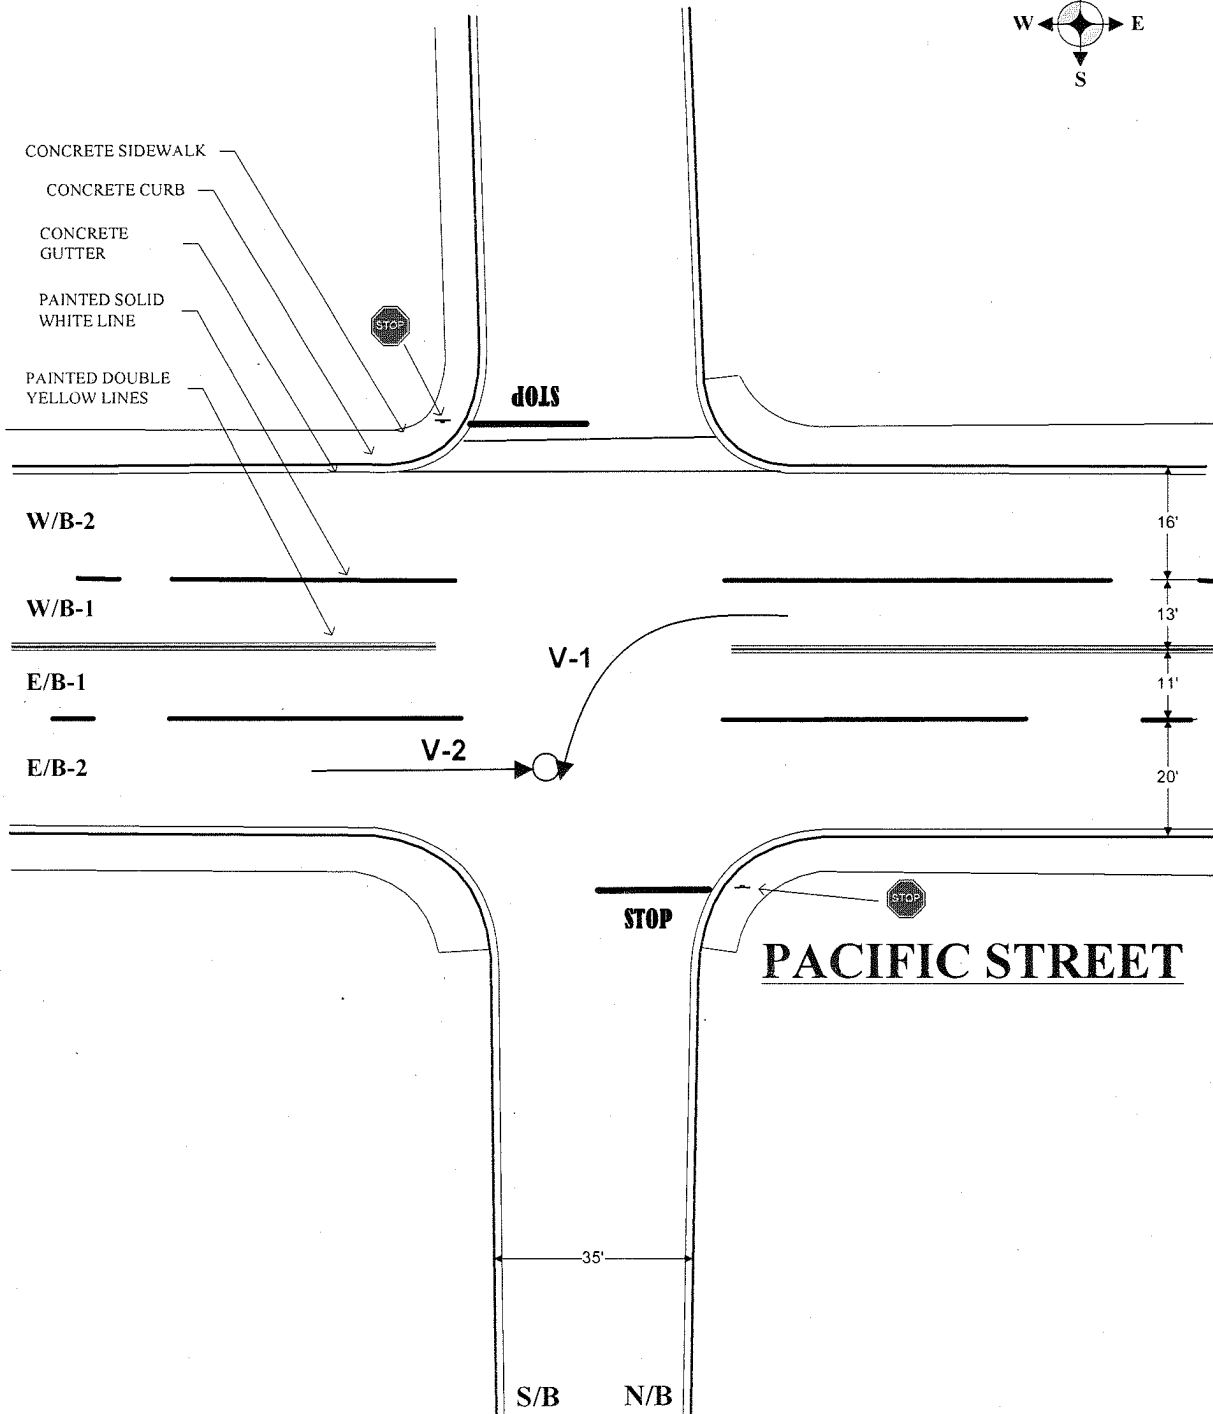 W E
S
CONCRETE SIDEWALK
CONCRETE CURB
CONCRETE
GUTTER
PAINTED SOLID
WHITE LINE
STOP
PAINTED DOUBLE
YELLOW LINES
STOP
W/B-2
16'
W/B-1
13'
V-1
E/B-1
11'
V-2
E/B-2
20'
STOP
STOP
PACIFIC STREET
35'
S/B N/B